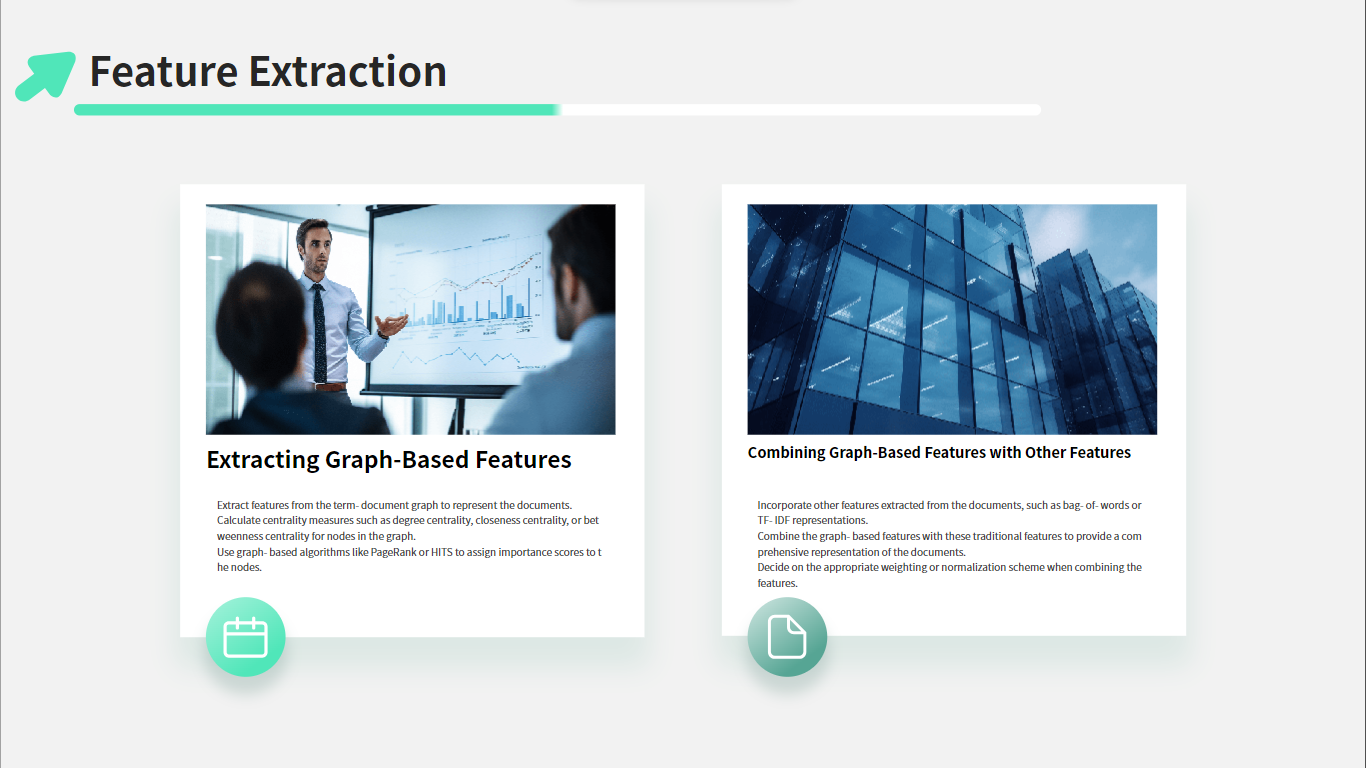 Feature Extraction
Extracting Graph-Based Features
Extract features from the term- document graph to represent the documents.
Calculate centrality measures such as degree centrality, closeness centrality, or bet
weenness centrality for nodes in the graph.
Use graph- based algorithms like PageRank or HITS to assign importance scores to t
he nodes.
Combining Graph-Based Features with Other Features
Incorporate other features extracted from the documents, such as bag- of- words or
TF- IDF representations.
Combine the graph- based features with these traditional features to provide a com
prehensive representation of the documents.
Decide on the appropriate weighting or normalization scheme when combining the
features.